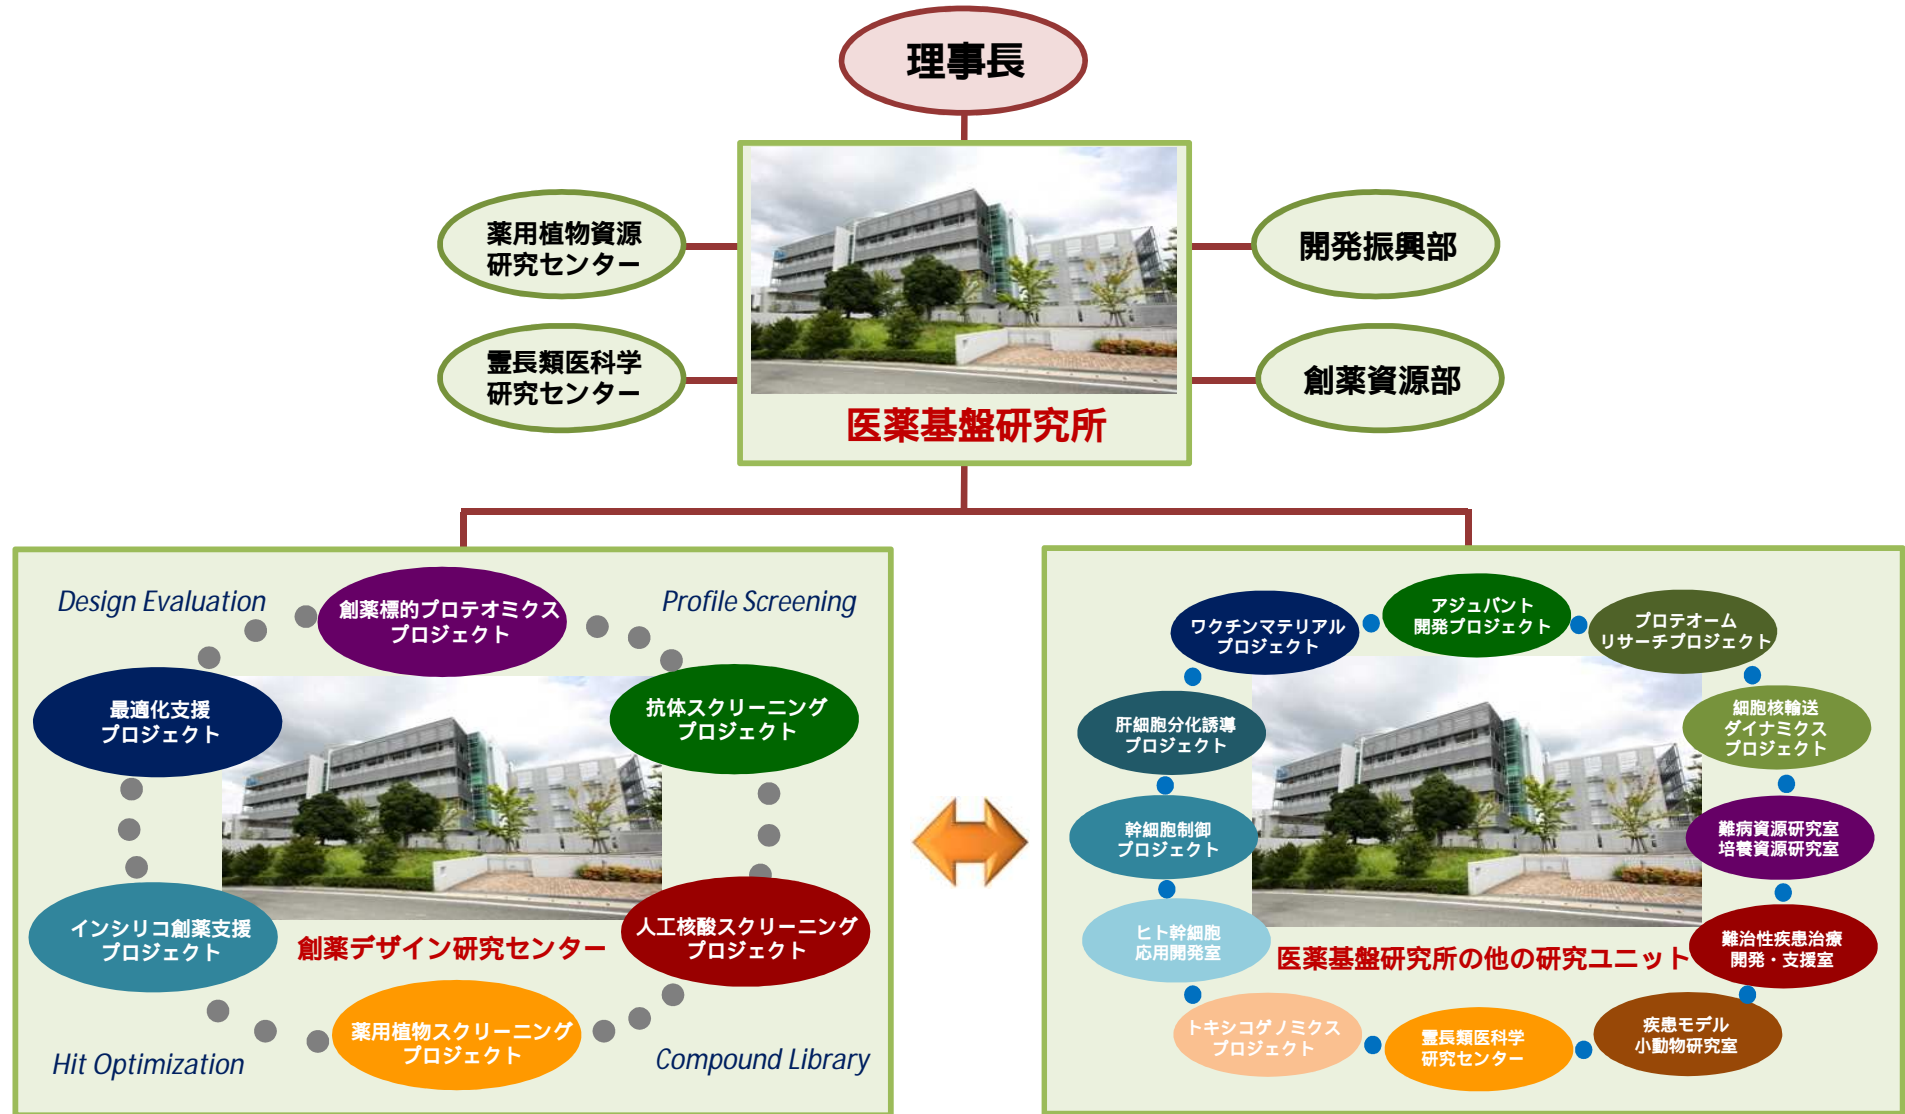 理事長
薬用植物資源
研究センター
霊長類医科学
研究センター
開発振興部
創薬資源部
医薬基盤研究所
Design Evaluation
Profile Screening
創薬標的プロテオミクス
プロジェクト
最適化支援
プロジェクト
抗体スクリーニング
プロジェクト
インシリコ創薬支援
プロジェクト
人工核酸スクリーニング
プロジェクト
創薬デザイン研究センター
薬用植物スクリーニング
プロジェクト
Hit Optimization
Compound Library
ワクチンマテリアル
プロジェクト
アジュバント
開発プロジェクト
プロテオーム
リサーチプロジェクト
肝細胞分化誘導
プロジェクト
細胞核輸送
ダイナミクス
プロジェクト
幹細胞制御
プロジェクト
難病資源研究室
培養資源研究室
ヒト幹細胞
応用開発室
難治性疾患治療
開発・支援室
医薬基盤研究所の他の研究ユニット
トキシコゲノミクス
プロジェクト
霊長類医科学
研究センター
疾患モデル
小動物研究室